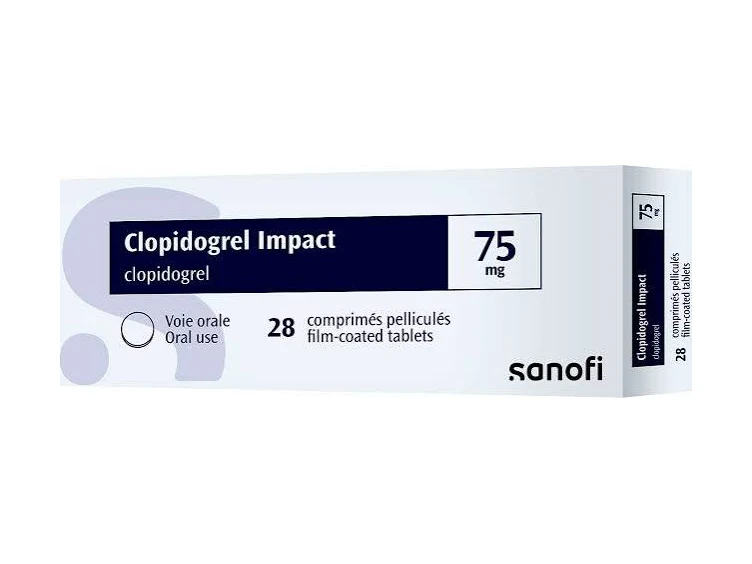 Clopidogrel Impact
clopidogrel
75
mg
Voie orale
Oral use
28
comprimés pelliculés
film-coated tablets
sanofi
75
mg
Clopidogrel Impact
clopidogrel
28
comprimés pelliculés
film-coated tablets